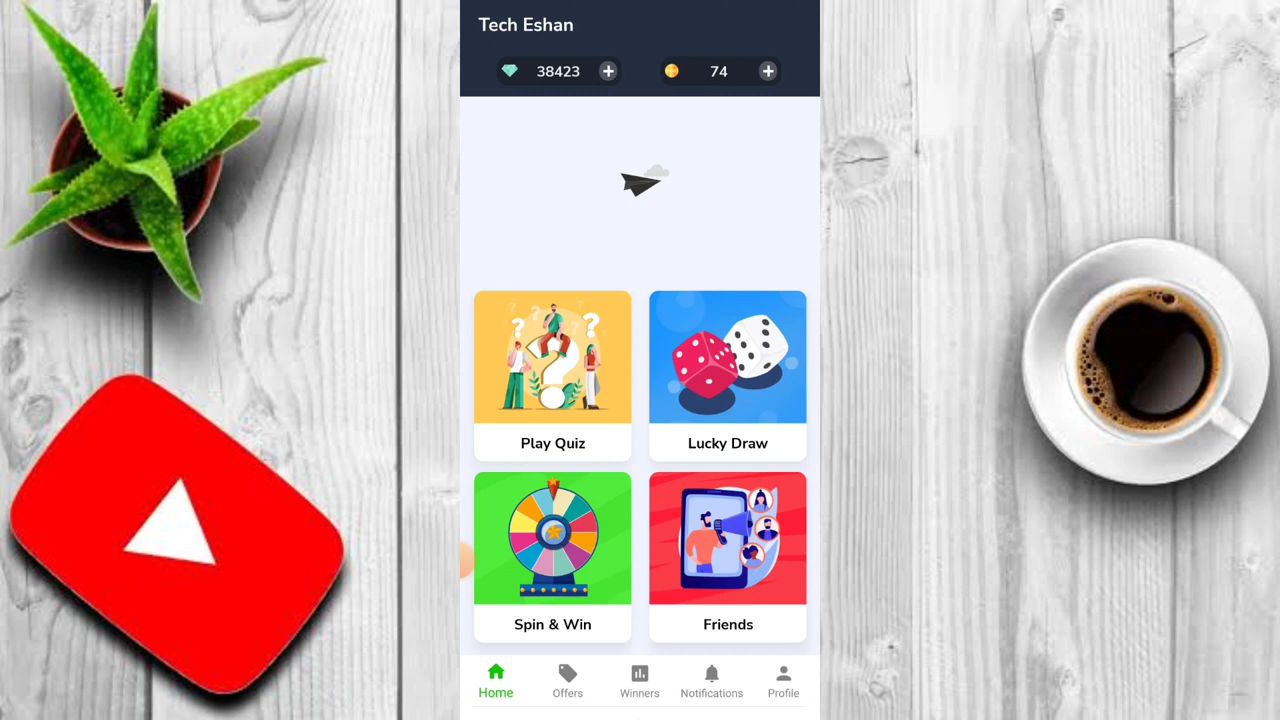 Tech Eshan
38423
74
Play Quiz
Lucky Draw
Spin & Win
Friends
Home
Offers
Winners
Notifications
Profile